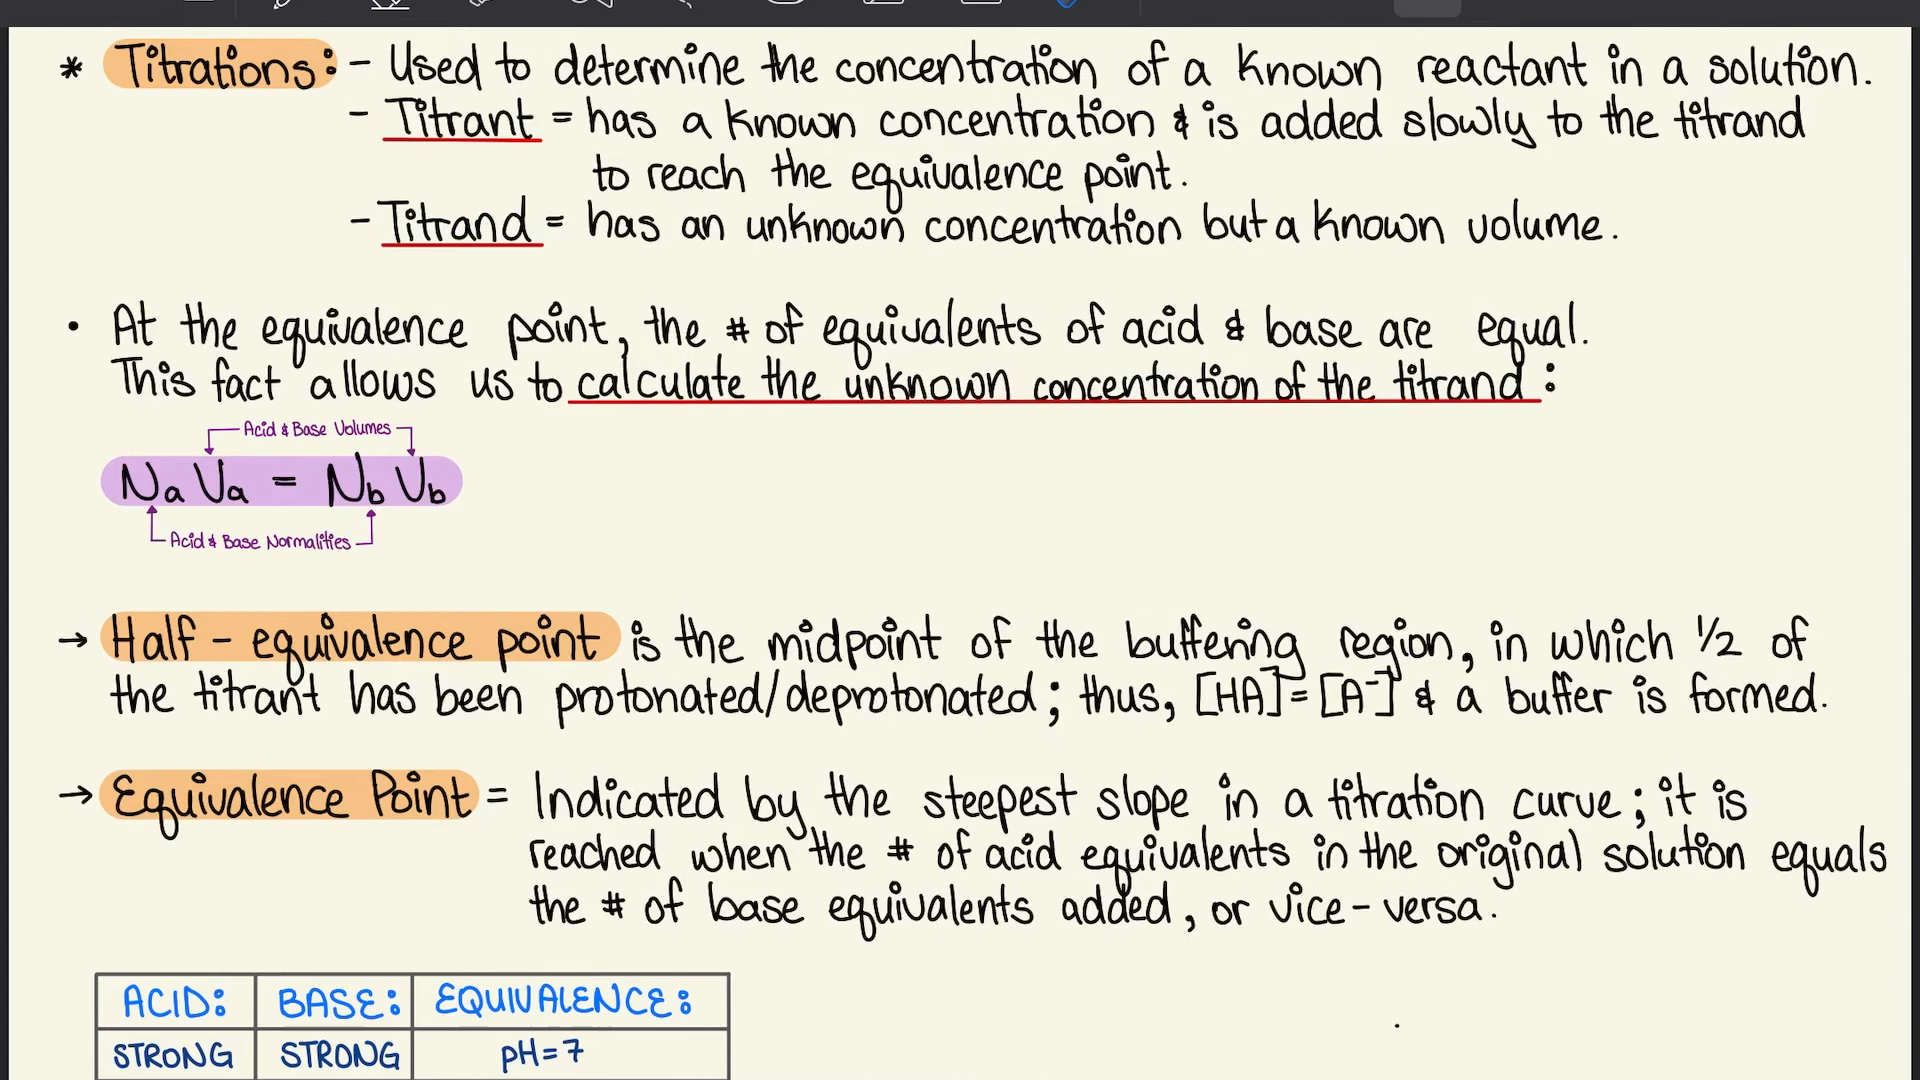 * Titrations: - Used to determine the concentration of a known reactant in a solution.
- Titrant = has a known concentration & is added slowly to the titrand
to reach the equivalence point.
- Titrand = has an unknown concentration but a known volume.
• At the equivalence point, the # of equivalents of acid & base are equal.
This fact allows us to calculate the unknown concentration of the titrand:
Acid & Base Volumes
NaVa = NbVb
Acid & Base Normalities
→ Half-equivalence point is the midpoint of the buffering region, in which 1/2 of
the titrant has been protonated/deprotonated; thus, [HA]=[A⁻] & a buffer is formed.
→ Equivalence Point = Indicated by the steepest slope in a titration curve; it is
reached when the # of acid equivalents in the original solution equals
the # of base equivalents added, or vice-versa.
ACID: BASE: EQUIVALENCE:
STRONG STRONG pH=7